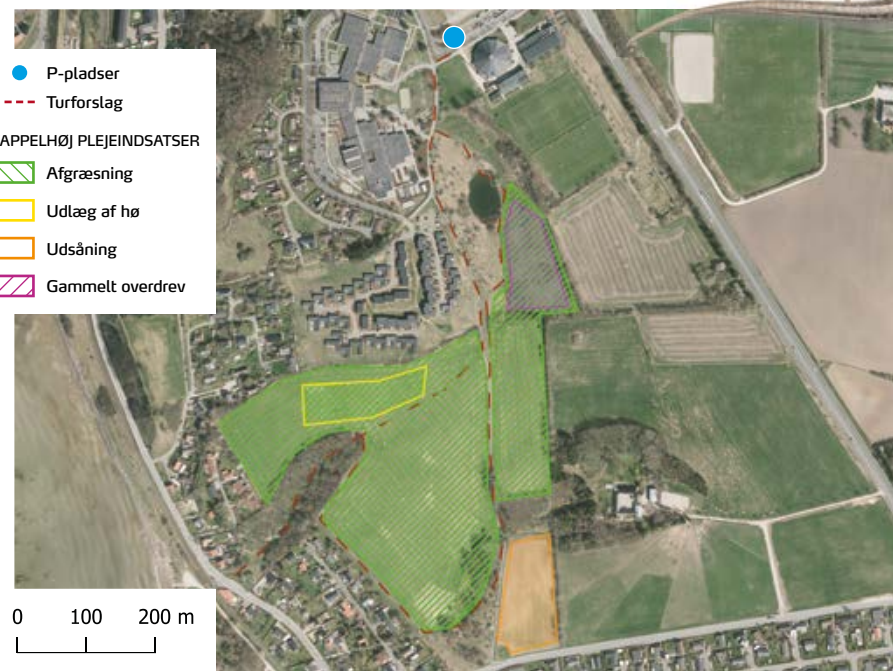 P-pladser
Turforslag
APPELHØJ PLEJEINDSATSER
Afgræsning
Udlæg af hø
Udsåning
Gammelt overdrev
0 100 200 m